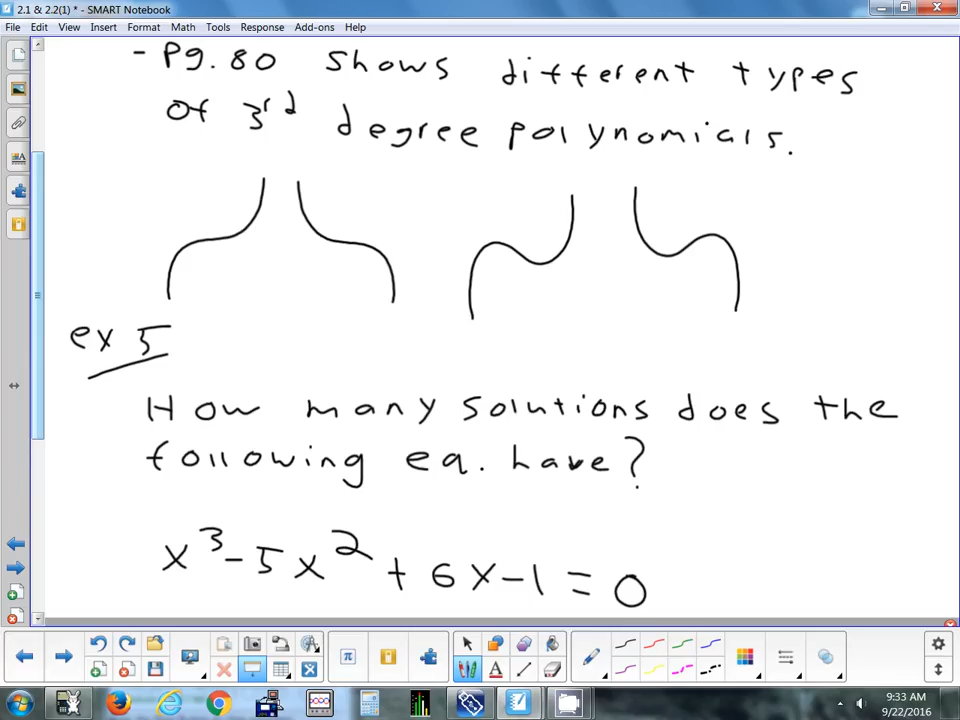 2.1 & 2.2(1) * - SMART Notebook
File Edit View Insert Format Math Tools Response Add-ons Help
- Pg. 80 shows different types
of 3rd degree polynomials.
ex 5
How many solutions does the
following eq. have?
x³-5x²+6x-1=0
9:33 AM
9/22/2016